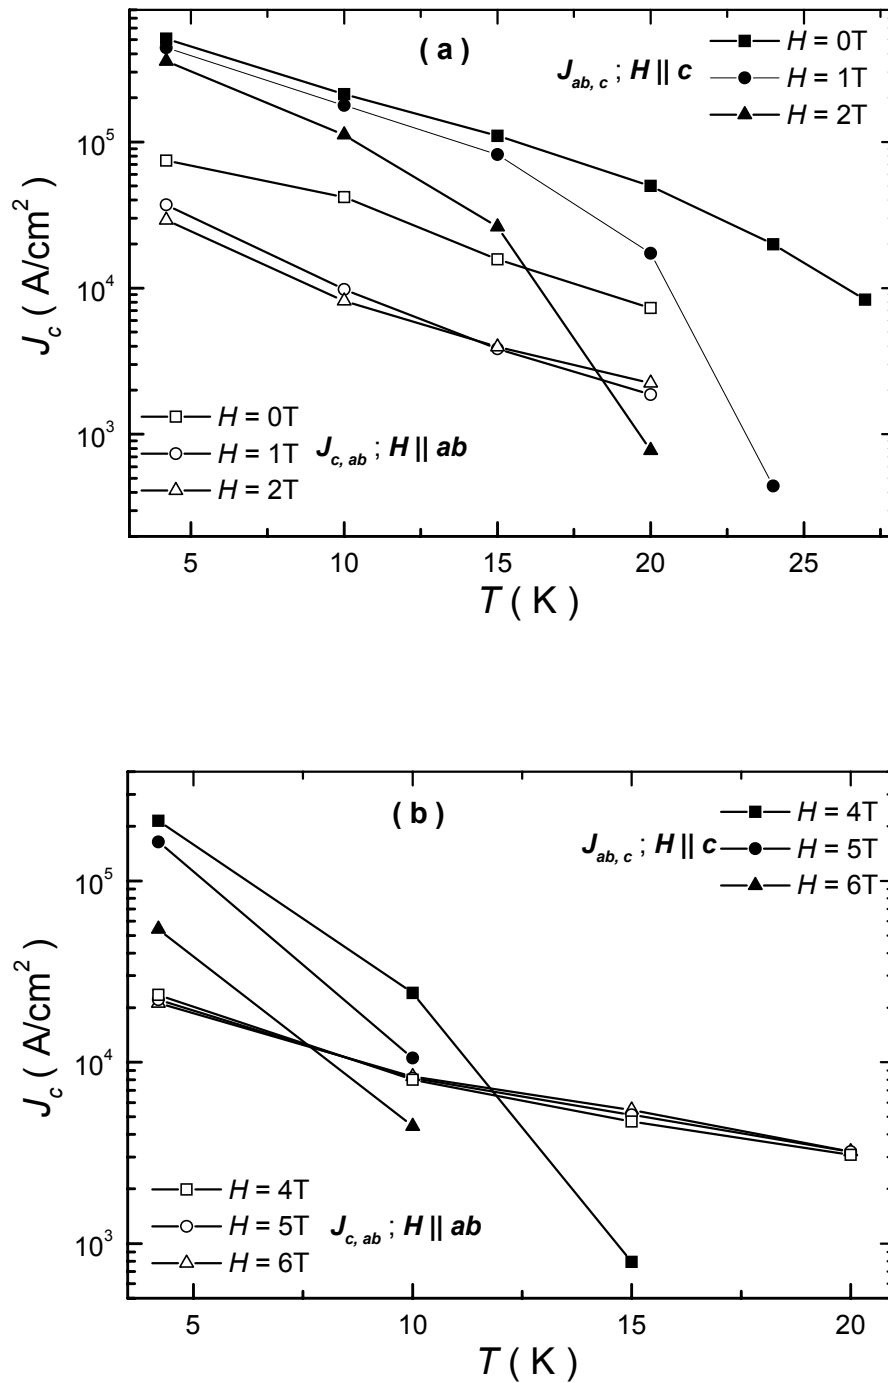 ( a )
J_ab, c ; H || c
H = 0T
H = 1T
H = 2T
10^5
10^4
10^3
J_c ( A/cm^2 )
H = 0T
H = 1T
H = 2T
J_c, ab ; H || ab
5 10 15 20 25
T ( K )
( b )
J_ab, c ; H || c
H = 4T
H = 5T
H = 6T
10^5
10^4
10^3
J_c ( A/cm^2 )
H = 4T
H = 5T
H = 6T
J_c, ab ; H || ab
5 10 15 20
T ( K )